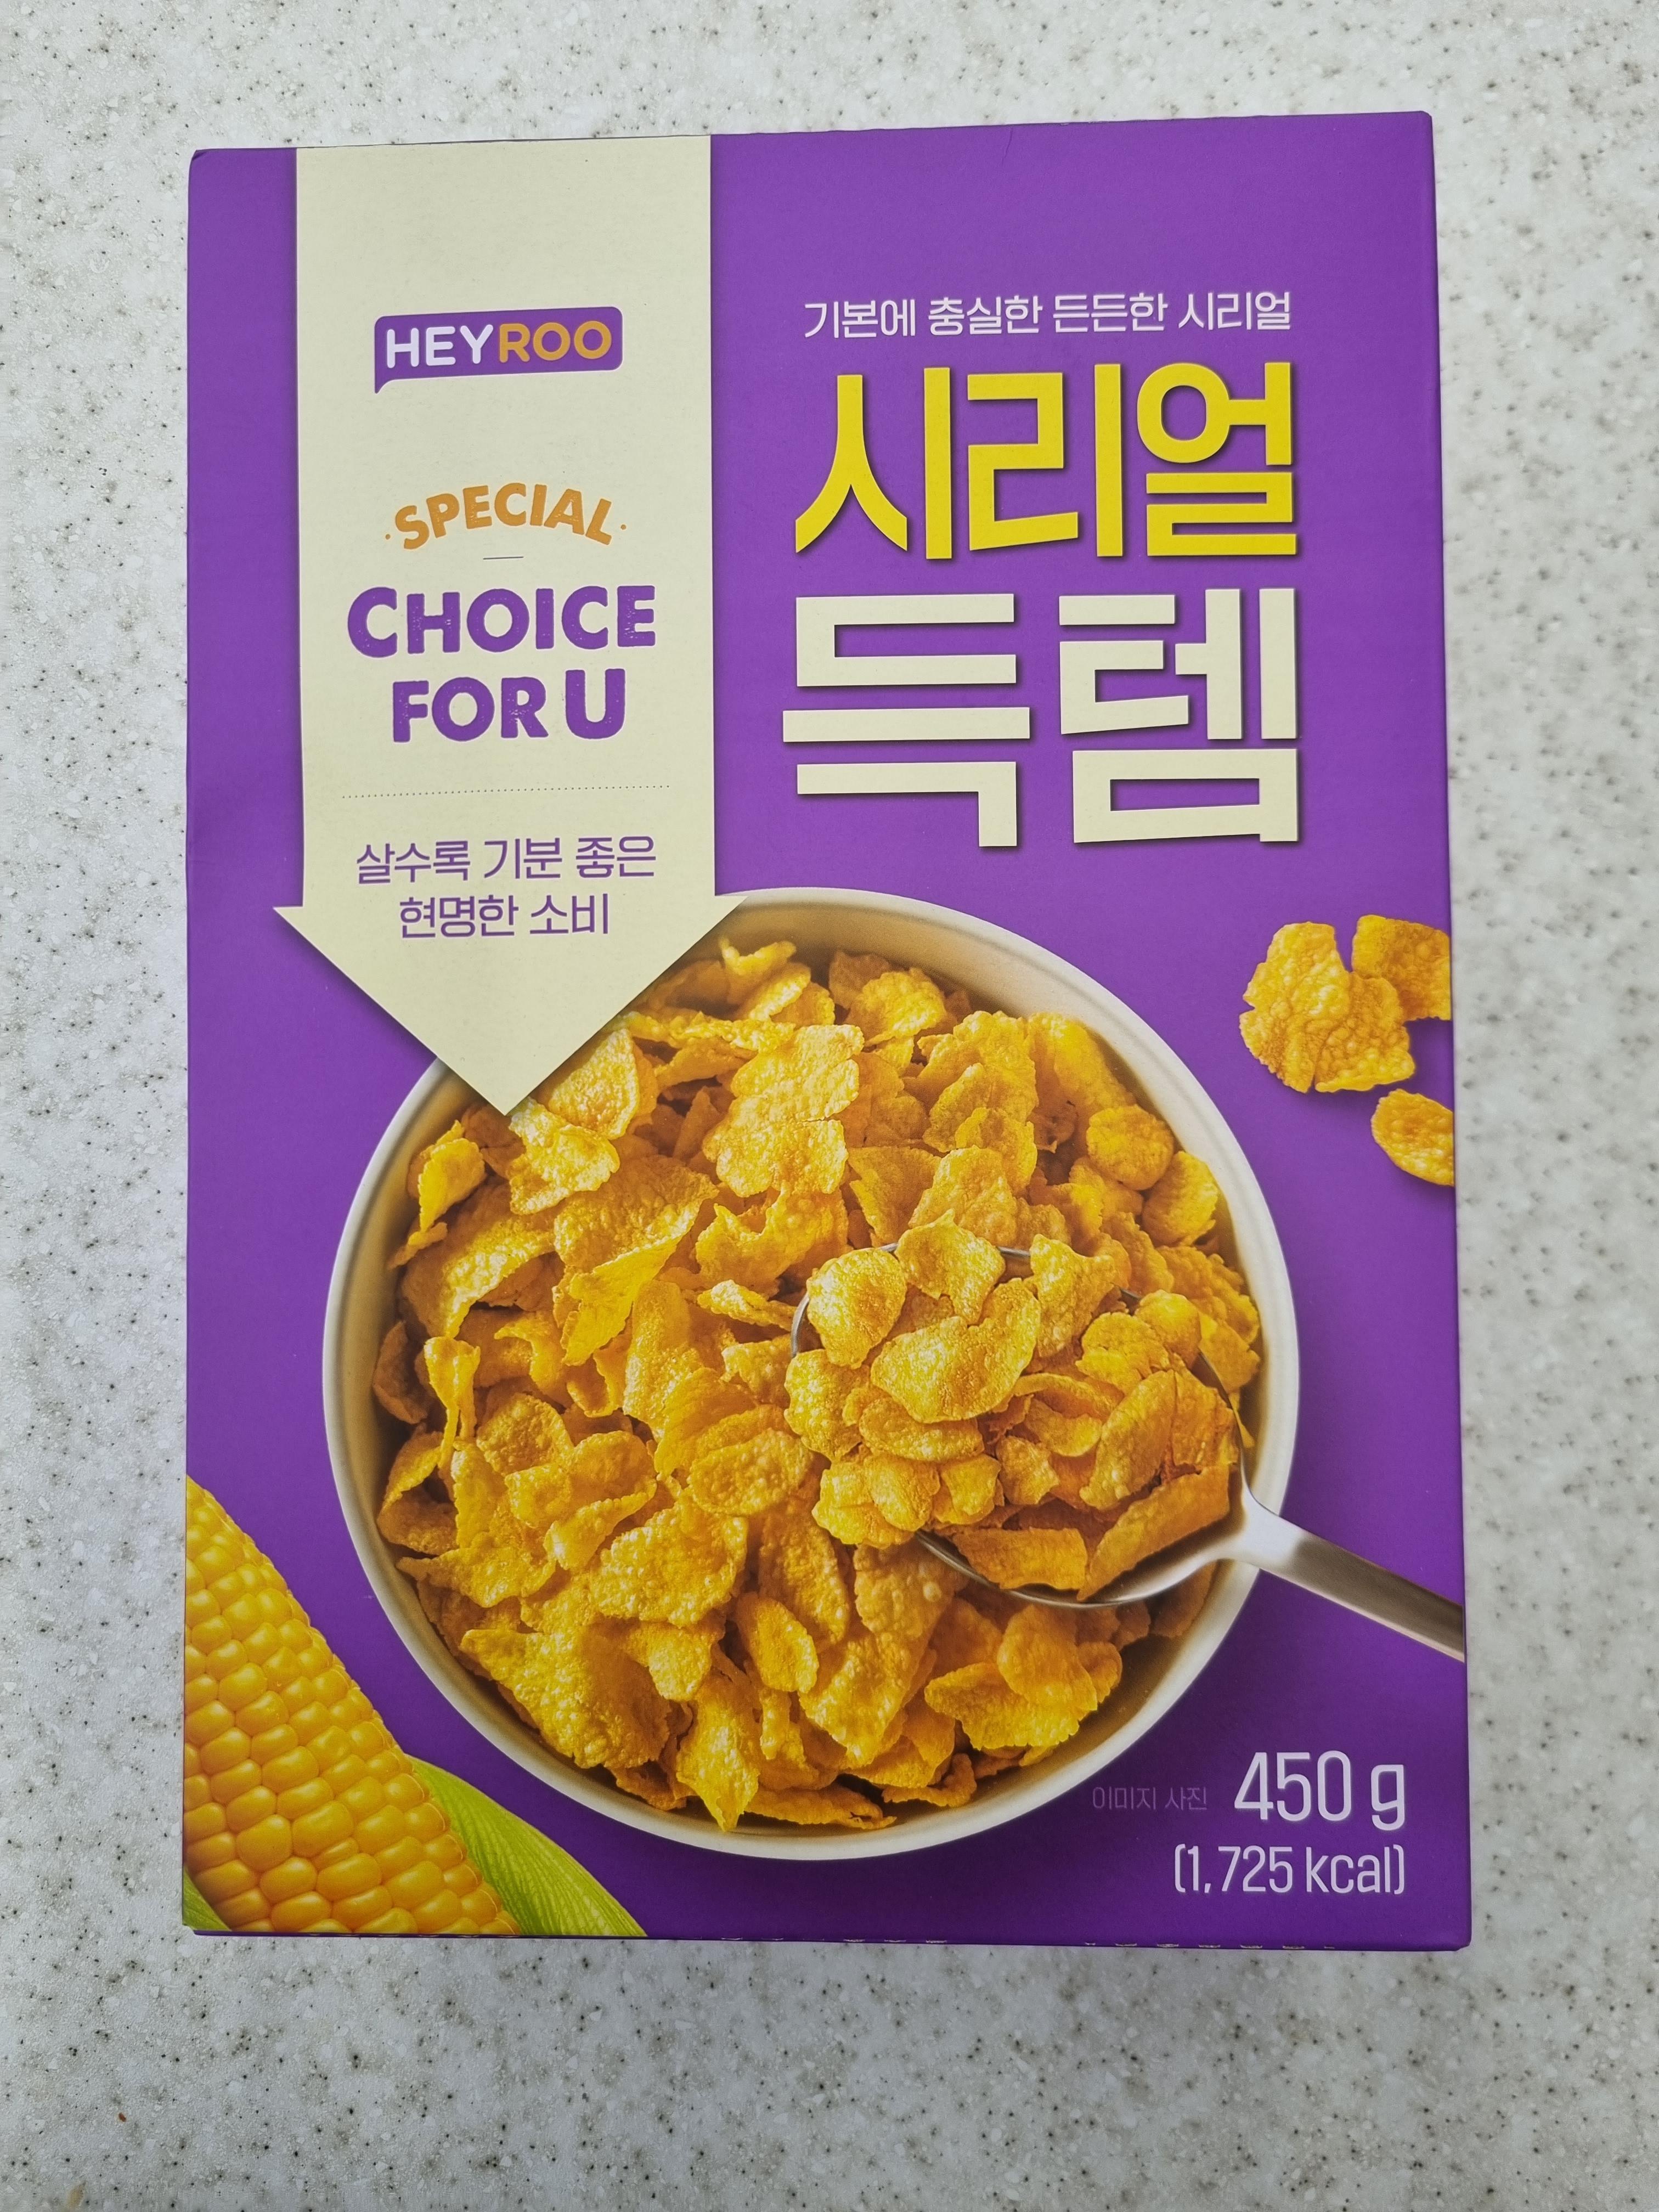 HEYROO
SPECIAL
CHOICE
FOR U
살수록 기분 좋은
현명한 소비
기본에 충실한 든든한 시리얼
시리얼
득템
이미지 사진 450 g
(1,725 kcal)